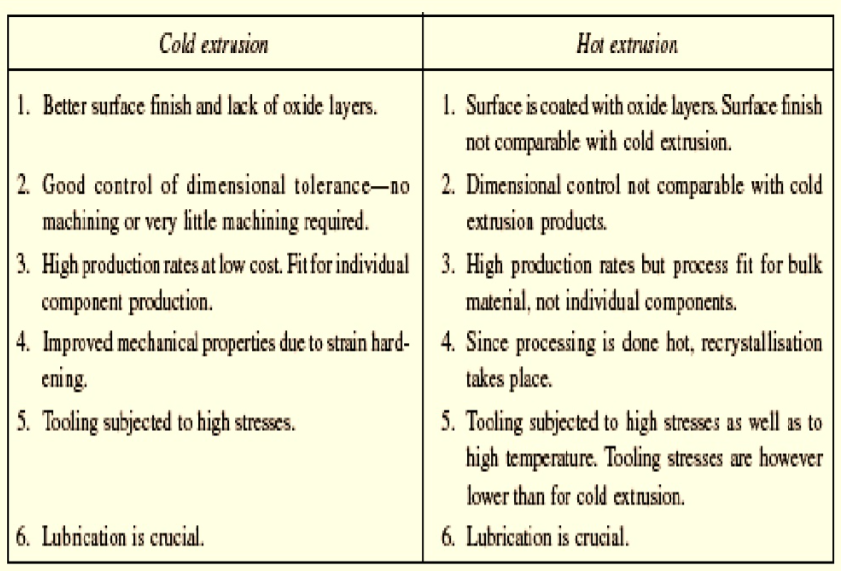 Cold extrusion
Hot extrusion
1. Better surface finish and lack of oxide layers.
1. Surface is coated with oxide layers. Surface finish
not comparable with cold extrusion.
2. Good control of dimensional tolerance—no
machining or very little machining required.
2. Dimensional control not comparable with cold
extrusion products.
3. High production rates at low cost. Fit for individual
component production.
3. High production rates but process fit for bulk
material, not individual components.
4. Improved mechanical properties due to strain hard-
ening.
4. Since processing is done hot, recrystallisation
takes place.
5. Tooling subjected to high stresses.
5. Tooling subjected to high stresses as well as to
high temperature. Tooling stresses are however
lower than for cold extrusion.
6. Lubrication is crucial.
6. Lubrication is crucial.